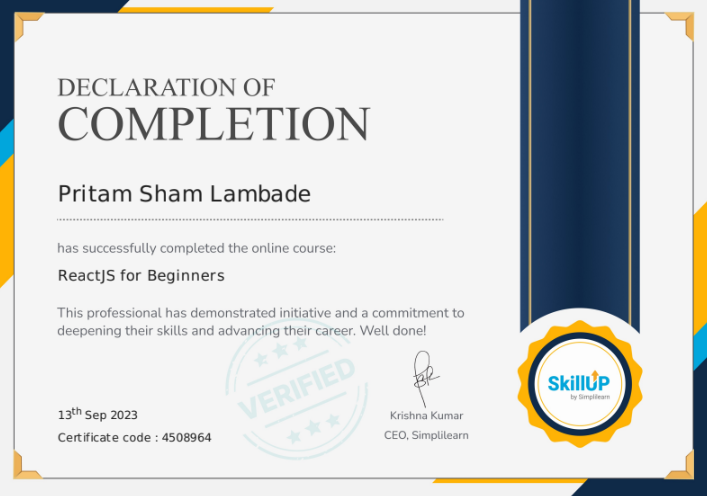 DECLARATION OF
COMPLETION
Pritam Sham Lambade
has successfully completed the online course:
ReactJS for Beginners
This professional has demonstrated initiative and a commitment to
deepening their skills and advancing their career. Well done!
VERIFIED
13th Sep 2023
Certificate code : 4508964
Krishna Kumar
CEO, Simplilearn
SkillUP
by Simplilearn